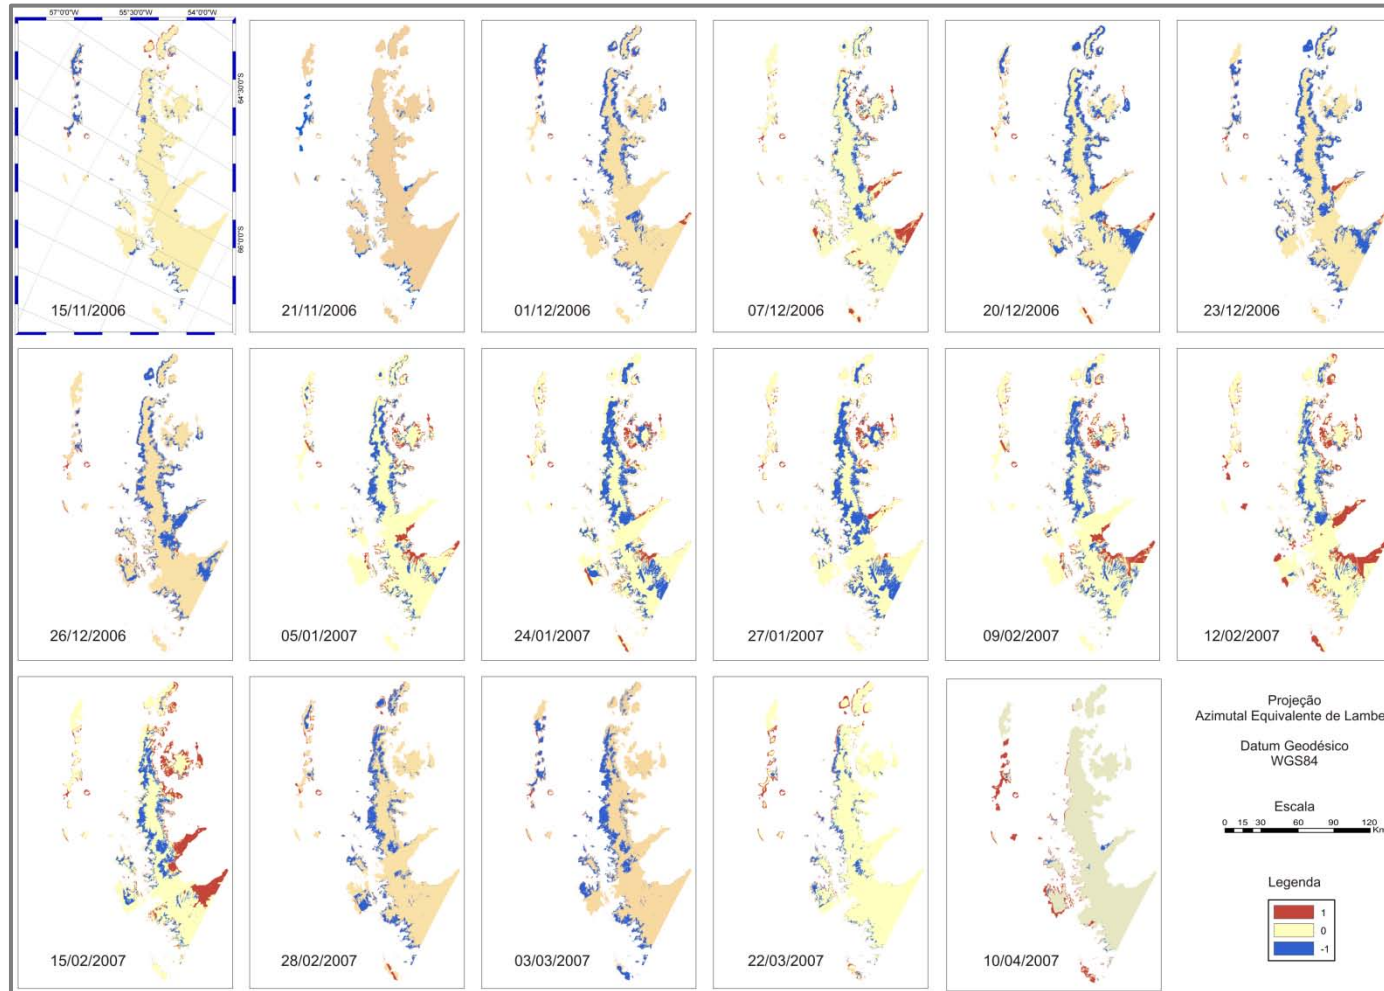 57°0'0"W 55°30'0"W 54°0'0"W
64°30'0"S
66°0'0"S
15/11/2006
21/11/2006
01/12/2006
07/12/2006
20/12/2006
23/12/2006
26/12/2006
05/01/2007
24/01/2007
27/01/2007
09/02/2007
12/02/2007
15/02/2007
28/02/2007
03/03/2007
22/03/2007
10/04/2007
Projeção
Azimutal Equivalente de Lambe
Datum Geodésico
WGS84
Escala
0 15 30 60 90 120
Km
Legenda
1
0
-1